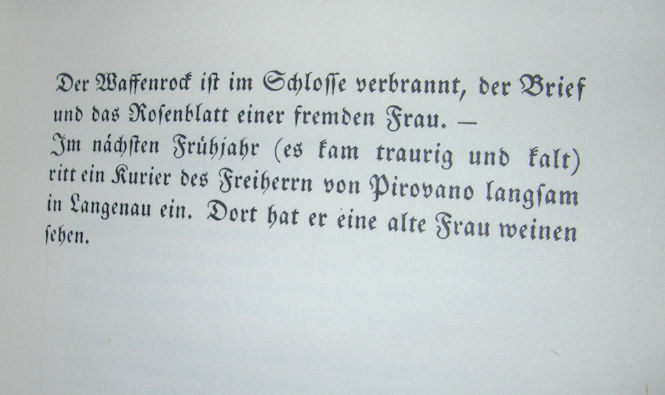 Der Waffenrock ist im Schlosse verbrannt, der Brief
und das Rosenblatt einer fremden Frau. —
Im nächsten Frühjahr (es kam traurig und kalt)
ritt ein Kurier des Freiherrn von Pirovano langsam
in Langenau ein. Dort hat er eine alte Frau weinen
sehen.